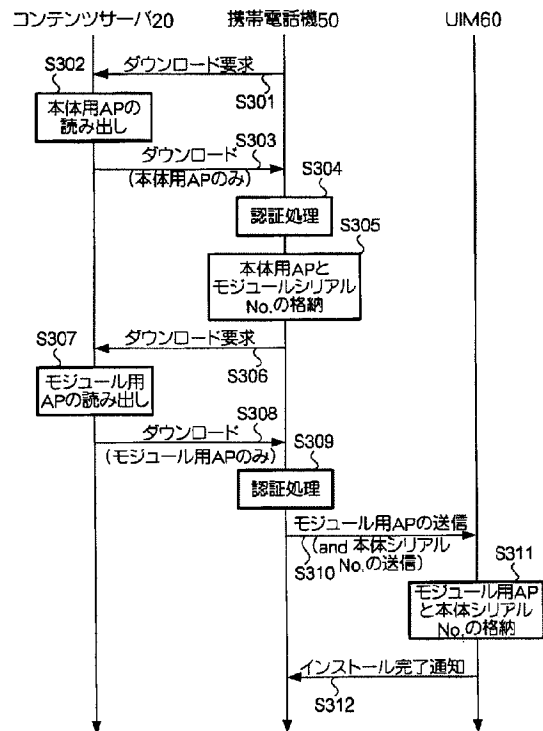 コンテンツサーバ20
携帯電話機50
UIM60
S302
ダウンロード要求
S301
本体用APの
読み出し
S303
ダウンロード
(本体用APのみ)
S304
認証処理
S305
本体用APと
モジュールシリアル
No.の格納
S307
ダウンロード要求
S306
モジュール用
APの読み出し
S308
ダウンロード
(モジュール用APのみ)
S309
認証処理
モジュール用APの送信
(and 本体シリアル
No.の送信)
S310
S311
モジュール用AP
と本体シリアル
No.の格納
インストール完了通知
S312